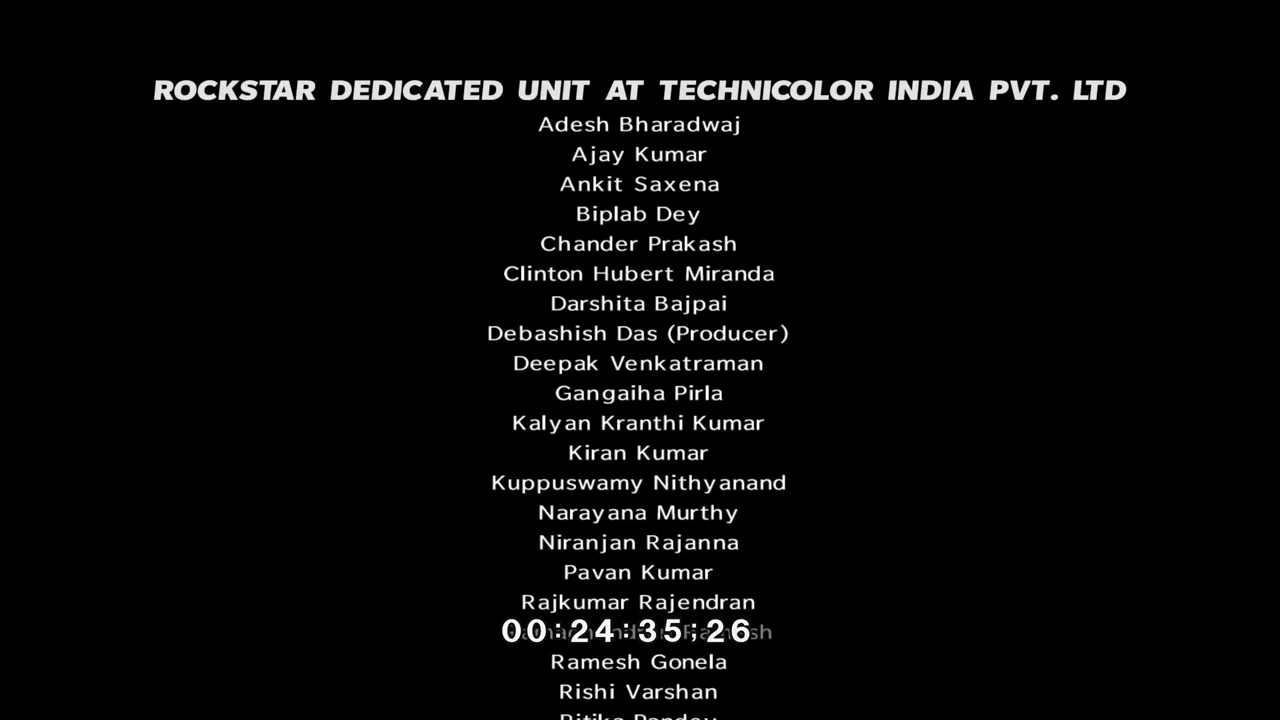 ROCKSTAR DEDICATED UNIT AT TECHNICOLOR INDIA PVT. LTD
Adesh Bharadwaj
Ajay Kumar
Ankit Saxena
Biplab Dey
Chander Prakash
Clinton Hubert Miranda
Darshita Bajpai
Debashish Das (Producer)
Deepak Venkatraman
Gangaiha Pirla
Kalyan Kranthi Kumar
Kiran Kumar
Kuppuswamy Nithyanand
Narayana Murthy
Niranjan Rajanna
Pavan Kumar
Rajkumar Rajendran
00:24:35;26
Ramesh Gonela
Rishi Varshan